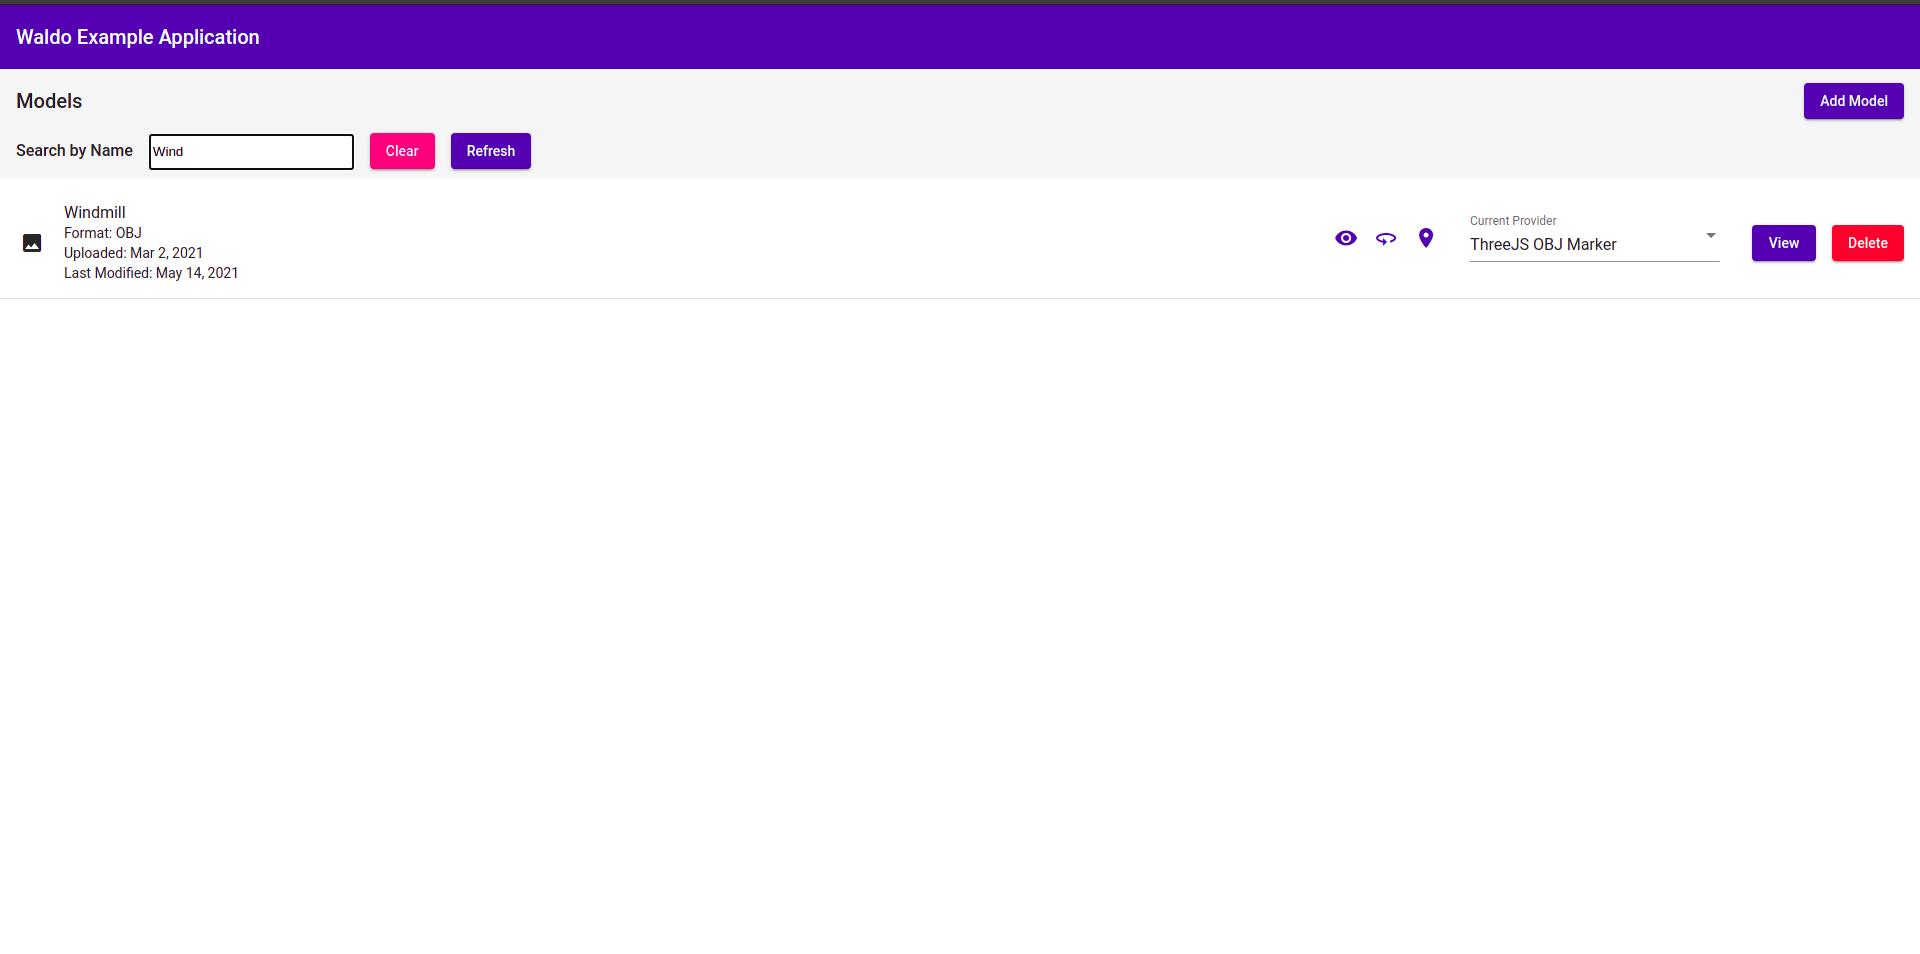 Waldo Example Application
Models
Add Model
Search by Name Wind Clear Refresh
Windmill
Format: OBJ
Uploaded: Mar 2, 2021
Last Modified: May 14, 2021
Current Provider
ThreeJS OBJ Marker
View Delete